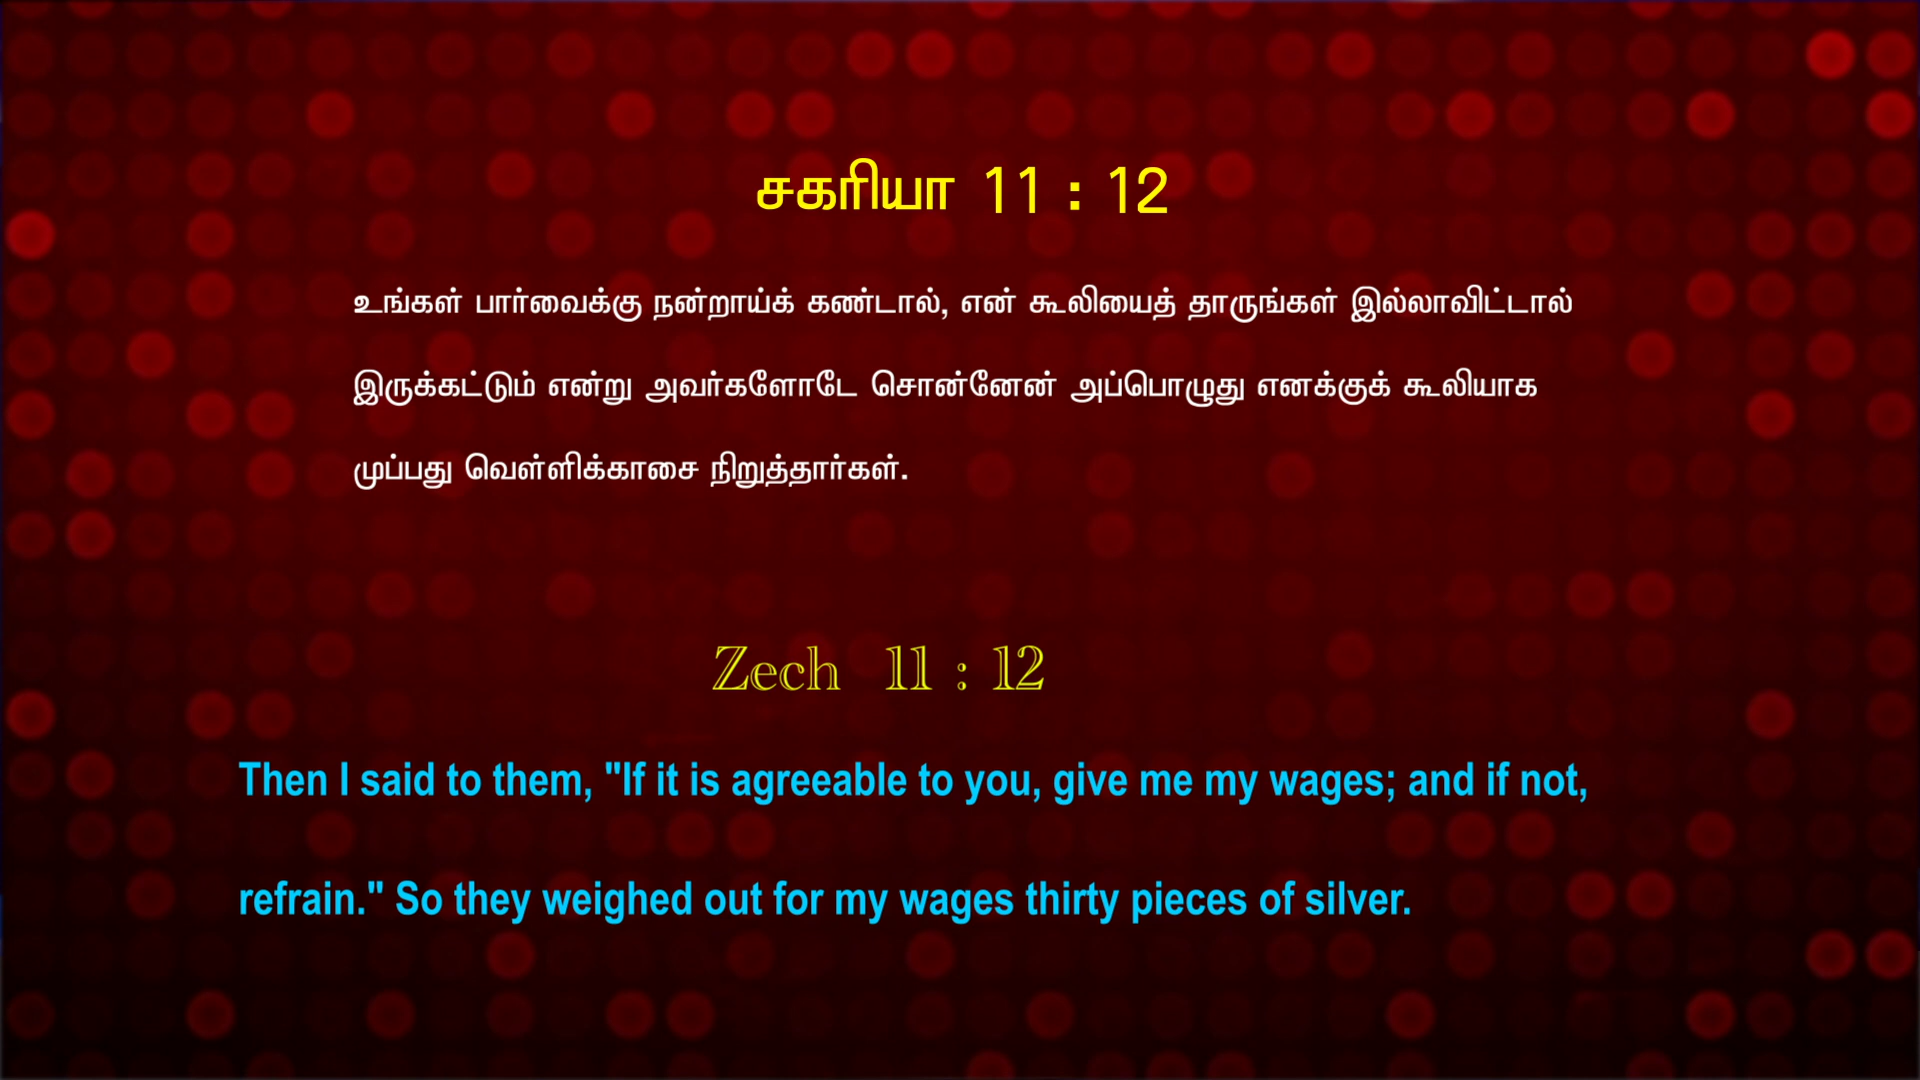 சகரியா 11 : 12
உங்கள் பார்வைக்கு நன்றாய்க் கண்டால், என் கூலியைத் தாருங்கள் இல்லாவிட்டால்
இருக்கட்டும் என்று அவர்களோடே சொன்னேன் அப்பொழுது எனக்குக் கூலியாக
முப்பது வெள்ளிக்காசை நிறுத்தார்கள்.
Zech 11 : 12
Then I said to them, "If it is agreeable to you, give me my wages; and if not,
refrain." So they weighed out for my wages thirty pieces of silver.